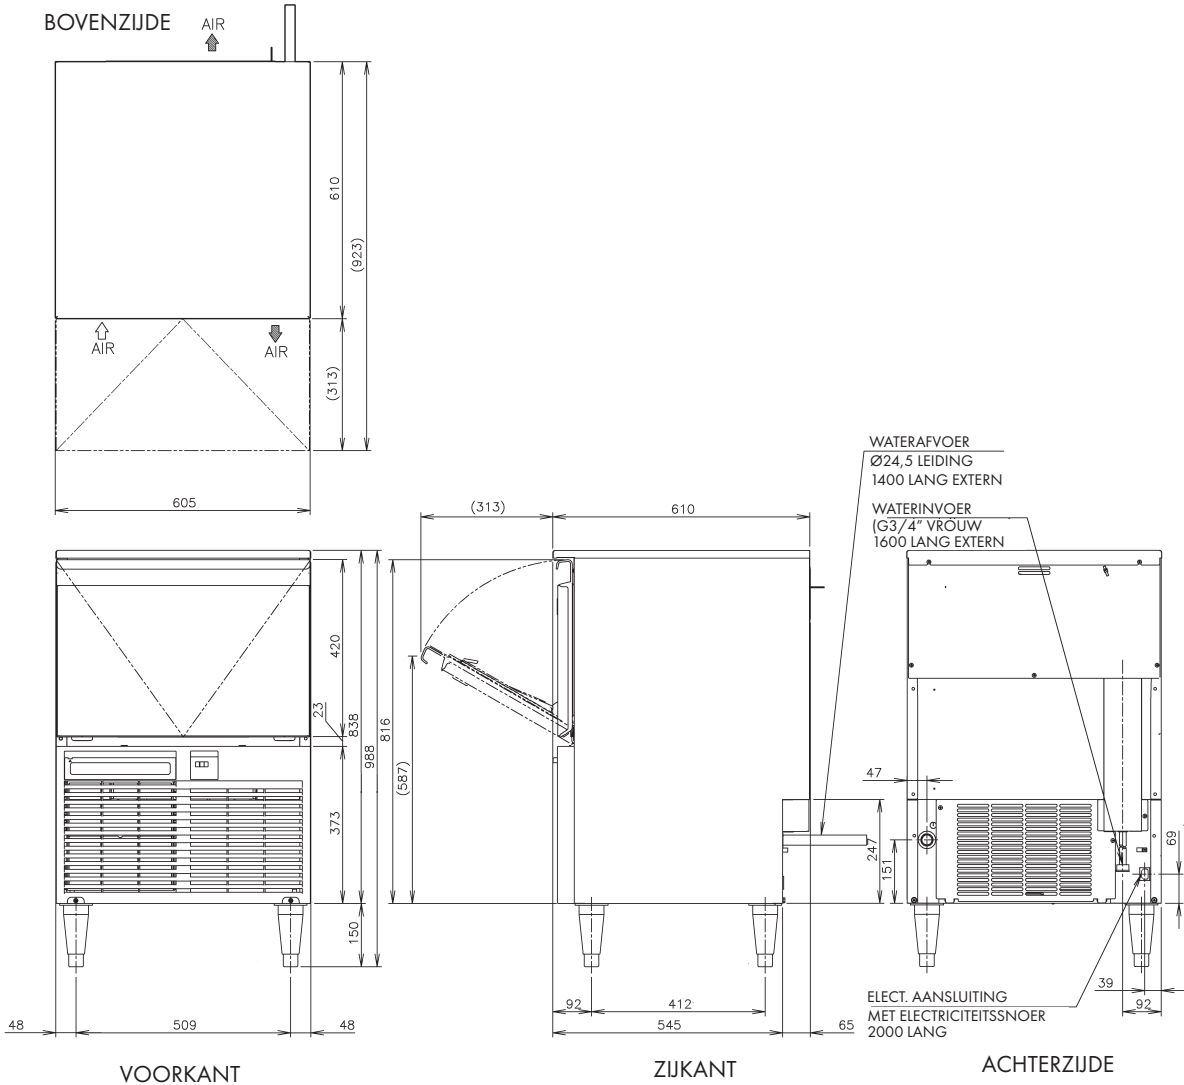 BOVENZIJDE
AIR
610
(923)
AIR
AIR
(313)
605
WATERAFVOER
Ø24,5 LEIDING
1400 LANG EXTERN
(313)
610
WATERINVOER
(G3/4" VROUW
1600 LANG EXTERN
420
23
838
988
816
(587)
373
150
47
247
151
69
48
509
48
92
412
545
65
ELECT. AANSLUITING
MET ELECTRICITEITSSNOER
2000 LANG
39
92
VOORKANT
ZIJKANT
ACHTERZIJDE